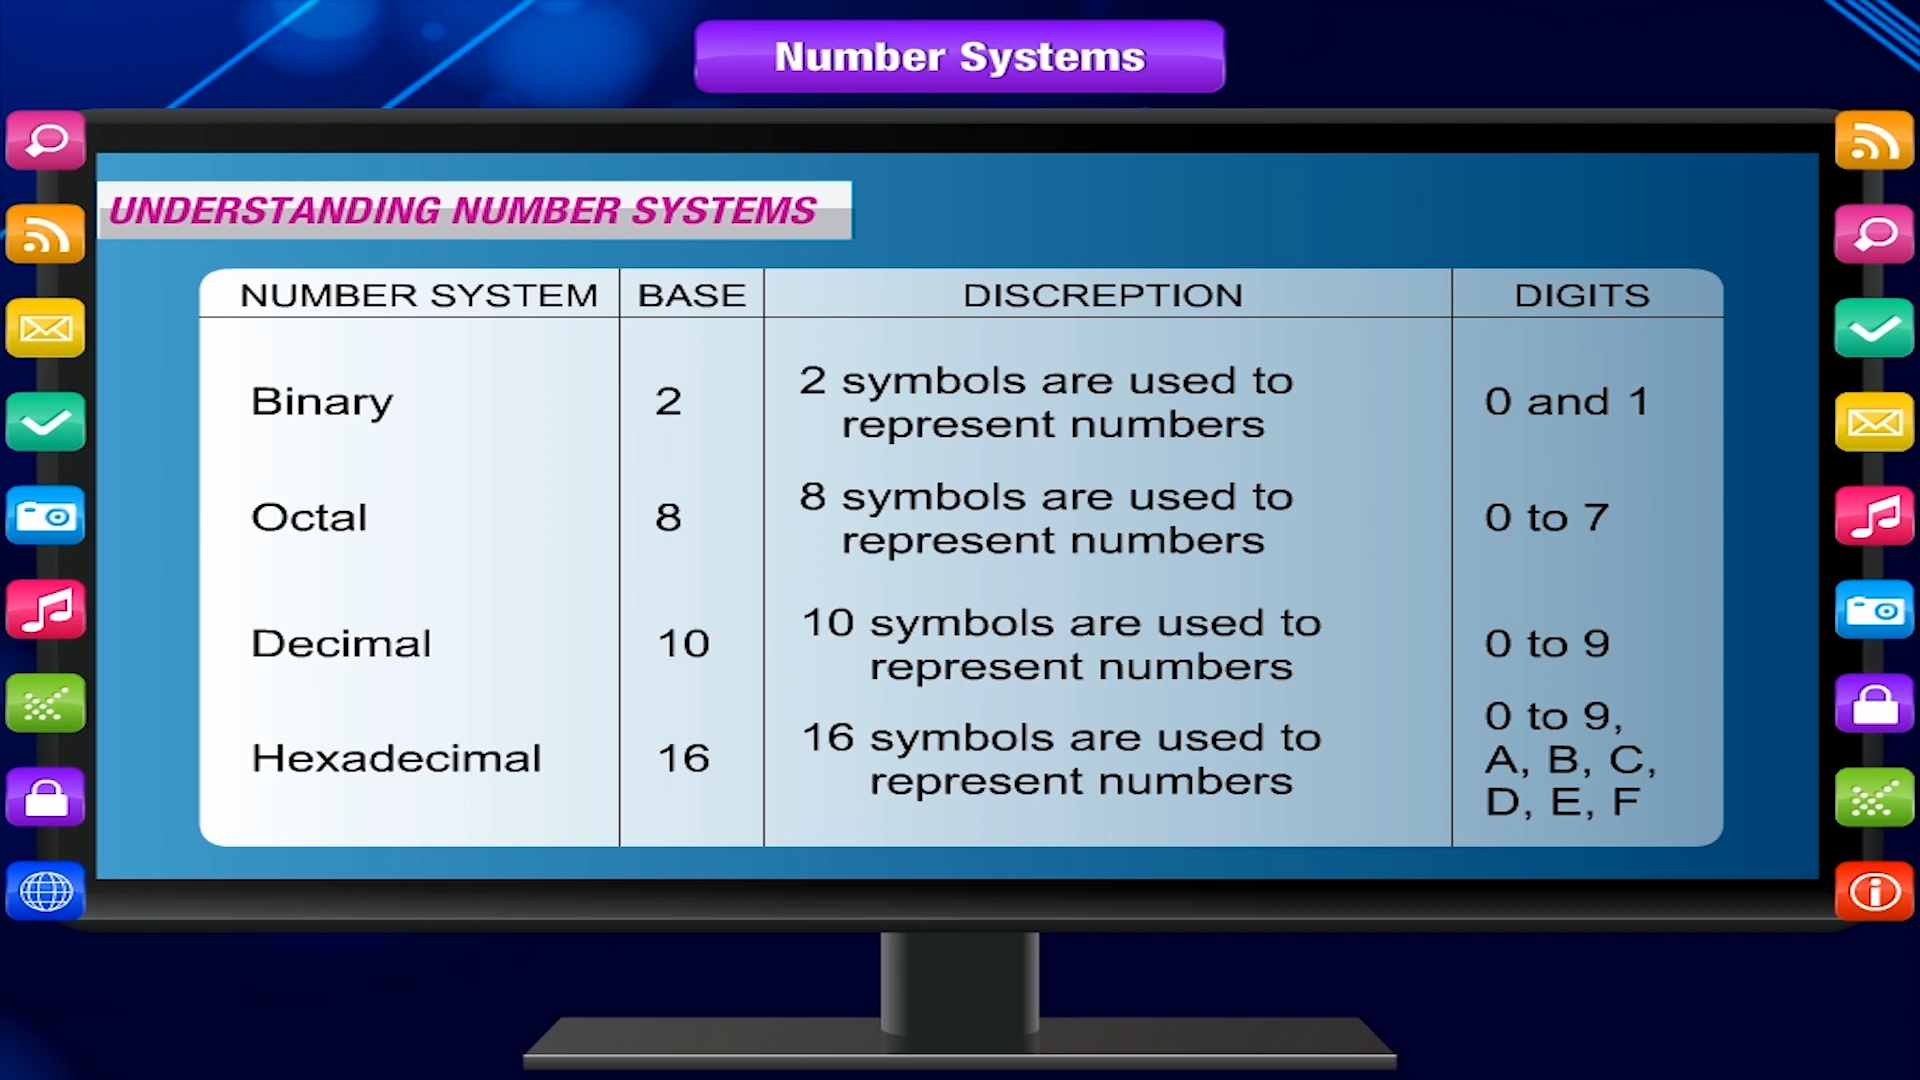 Number Systems
UNDERSTANDING NUMBER SYSTEMS
NUMBER SYSTEM BASE DISCREPTION DIGITS
Binary 2 2 symbols are used to represent numbers 0 and 1
Octal 8 8 symbols are used to represent numbers 0 to 7
Decimal 10 10 symbols are used to represent numbers 0 to 9
Hexadecimal 16 16 symbols are used to represent numbers 0 to 9, A, B, C, D, E, F